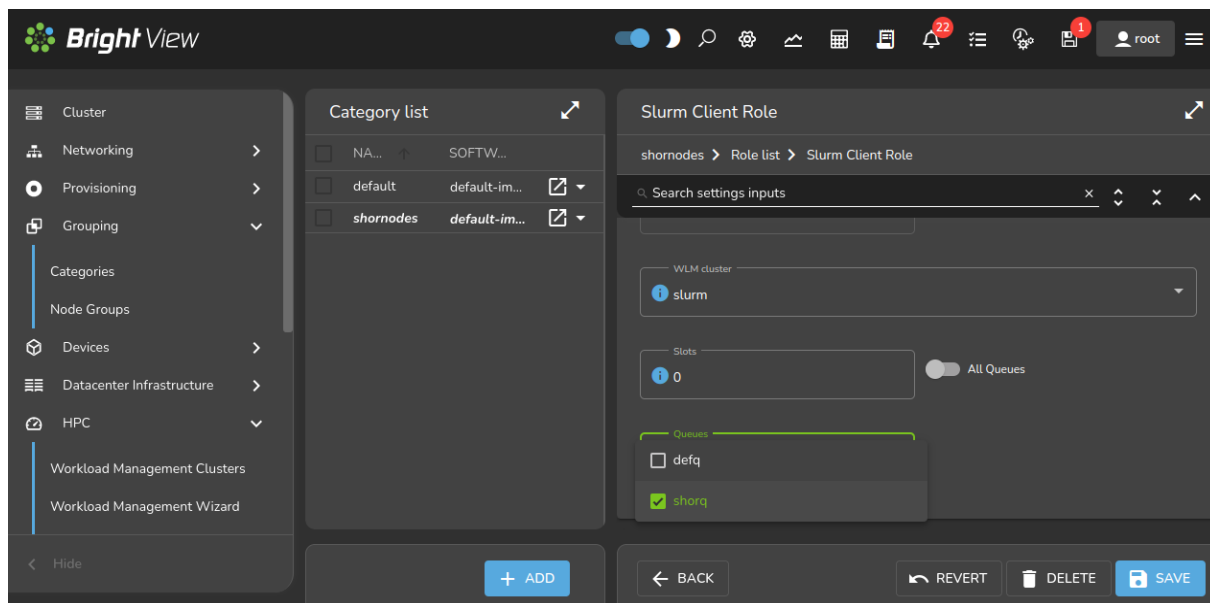 Bright View
22
1
root
Cluster
Networking
Provisioning
Grouping
Categories
Node Groups
Devices
Datacenter Infrastructure
HPC
Workload Management Clusters
Workload Management Wizard
Hide
Category list
NA... SOFTW...
default default-im...
shornodes default-im...
+ ADD
Slurm Client Role
shornodes > Role list > Slurm Client Role
Search settings inputs
WLM cluster
slurm
Slots
0
All Queues
Queues
defq
shorq
BACK
REVERT
DELETE
SAVE